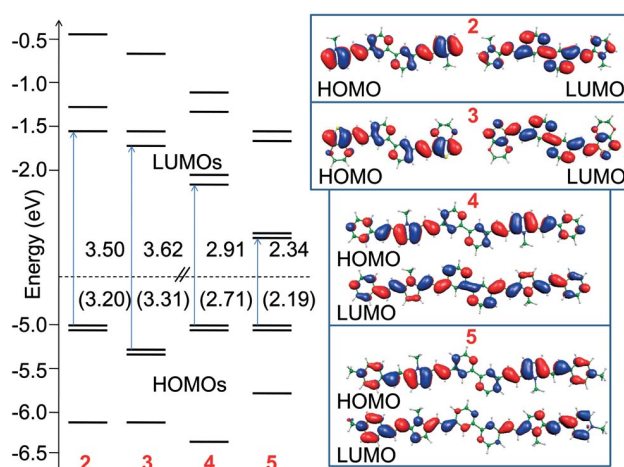 Energy (eV)
-0.5
-1.0
-1.5
-2.0
-5.0
-5.5
-6.0
-6.5
LUMOs
3.50 3.62 2.91 2.34
(3.20) (3.31) (2.71) (2.19)
HOMOs
2 3 4 5
2
HOMO LUMO
3
HOMO LUMO
4
HOMO
LUMO
5
HOMO
LUMO